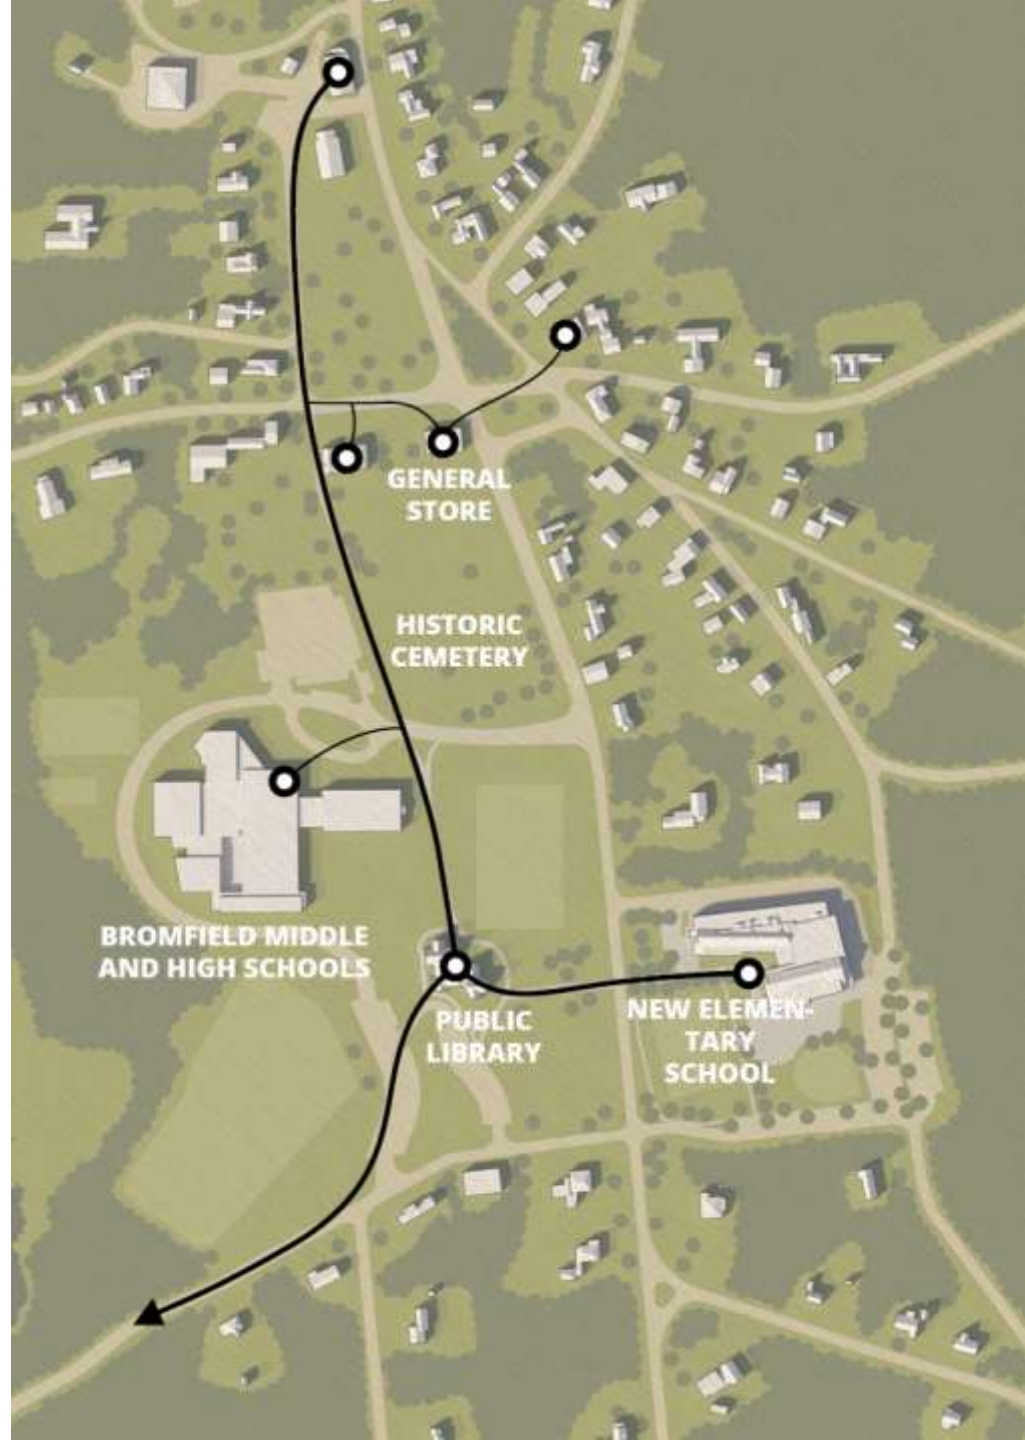 GENERAL
STORE
HISTORIC
CEMETERY
BROMFIELD MIDDLE
AND HIGH SCHOOLS
PUBLIC
LIBRARY
NEW ELEMEN-
TARY
SCHOOL